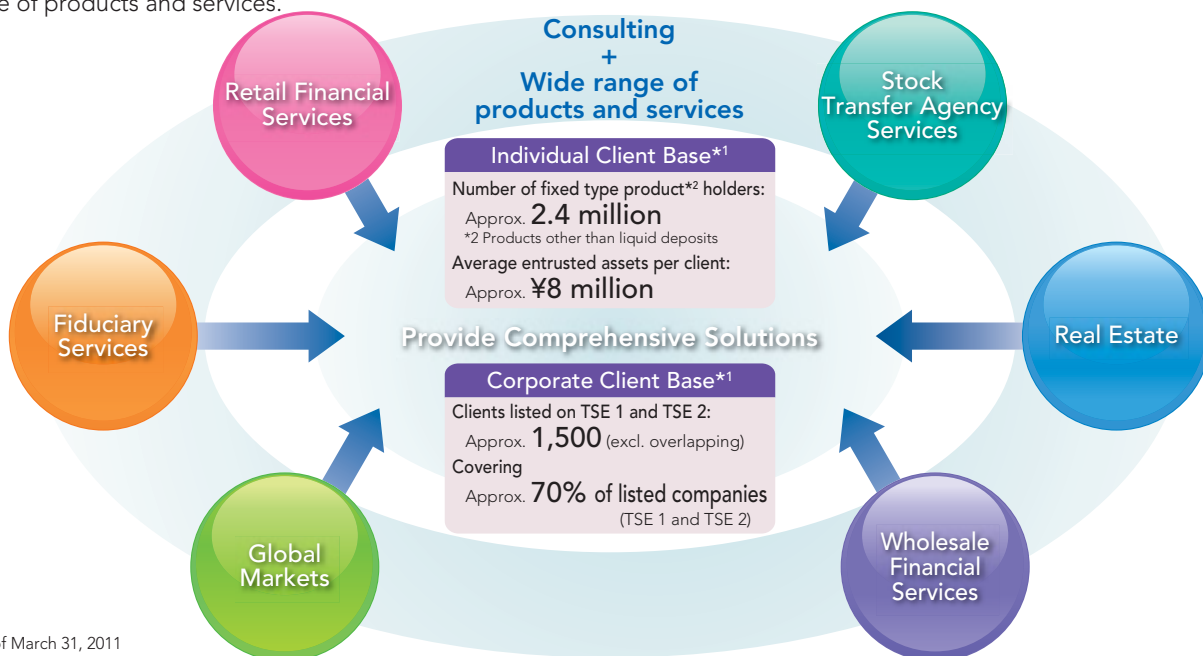 of products and services.
Consulting
+
Wide range of
products and services
Retail Financial
Services
Stock
Transfer Agency
Services
Individual Client Base*1
Number of fixed type product*2 holders:
Approx. 2.4 million
*2 Products other than liquid deposits
Average entrusted assets per client:
Approx. ¥8 million
Fiduciary
Services
Provide Comprehensive Solutions
Real Estate
Corporate Client Base*1
Clients listed on TSE 1 and TSE 2:
Approx. 1,500 (excl. overlapping)
Covering
Approx. 70% of listed companies
(TSE 1 and TSE 2)
Global
Markets
Wholesale
Financial
Services
of March 31, 2011